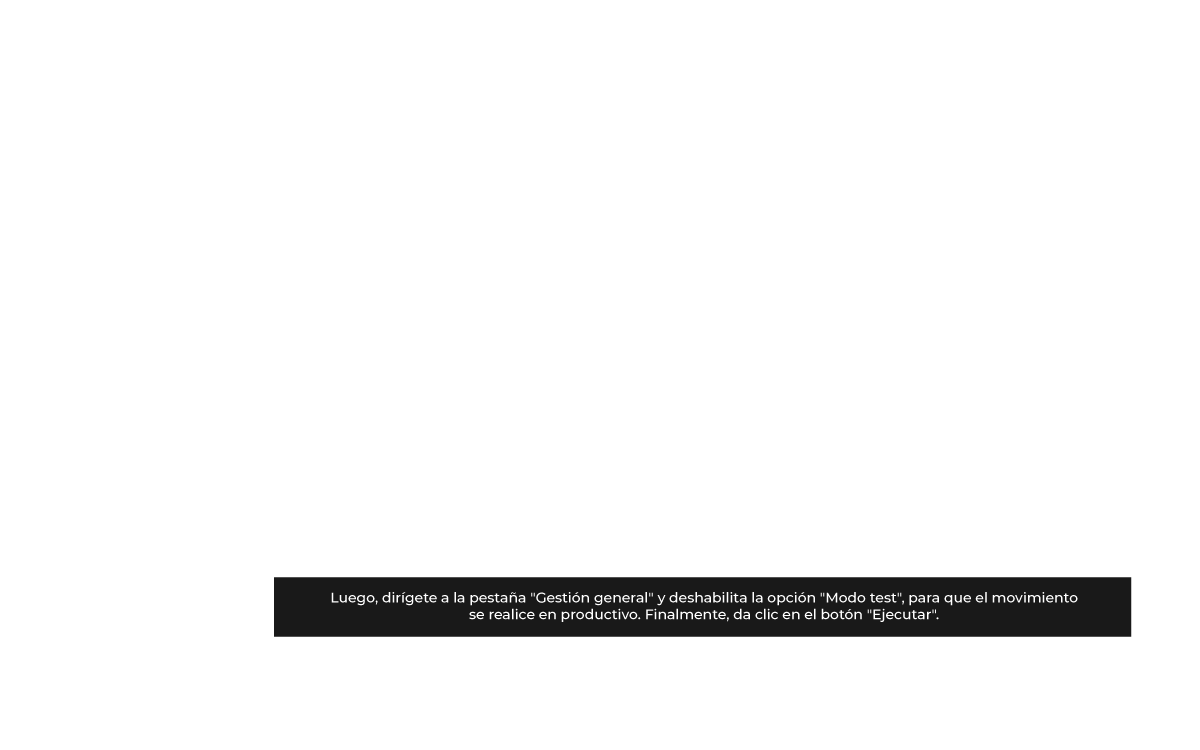 Luego, dirígete a la pestaña "Gestión general" y deshabilita la opción "Modo test", para que el movimiento
se realice en productivo. Finalmente, da clic en el botón "Ejecutar".